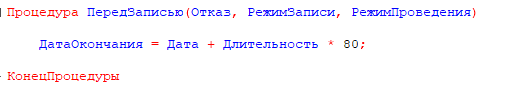 Процедура ПередЗаписью(Отказ, РежимЗаписи, РежимПроведения)
ДатаОкончания = Дата + Длительность * 80;
КонецПроцедуры